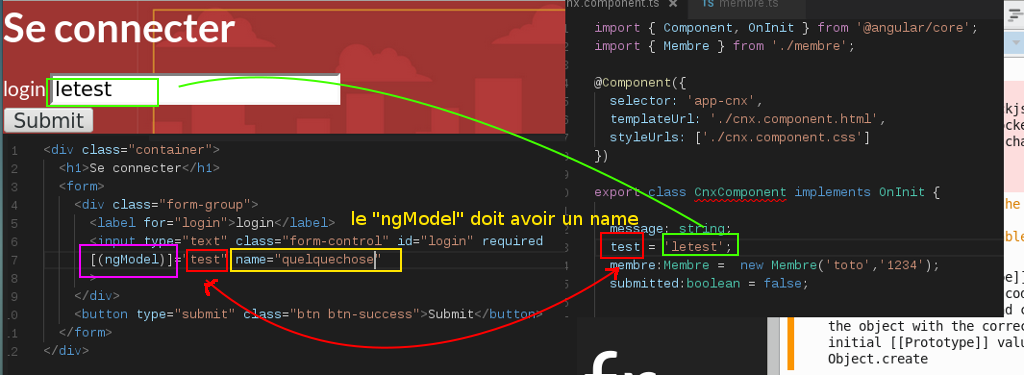 Se connecter
login letest
Submit
1 <div class="container">
2 <h1>Se connecter</h1>
3 <form>
4 <div class="form-group">
5 <label for="login">login</label>
6 <input type="text" class="form-control" id="login" required
7 [(ngModel)]="test" name="quelquechose"
8 >
9 </div>
10 <button type="submit" class="btn btn-success">Submit</button>
11 </form>
12 </div>
le "ngModel" doit avoir un name
cnx.component.ts × TS membre.ts
import { Component, OnInit } from '@angular/core';
import { Membre } from './membre';
@Component({
selector: 'app-cnx',
templateUrl: './cnx.component.html',
styleUrls: ['./cnx.component.css']
})
export class CnxComponent implements OnInit {
message: string;
test = 'letest';
membre:Membre = new Membre('toto','1234');
submitted:boolean = false;
the object with the correc
initial [[Prototype]] valu
Object.create